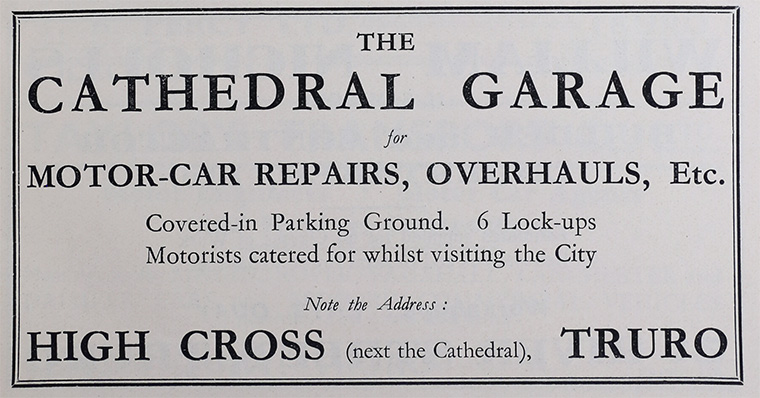 THE
CATHEDRAL GARAGE
for
MOTOR-CAR REPAIRS, OVERHAULS, Etc.
Covered-in Parking Ground. 6 Lock-ups
Motorists catered for whilst visiting the City
Note the Address :
HIGH CROSS (next the Cathedral), TRURO